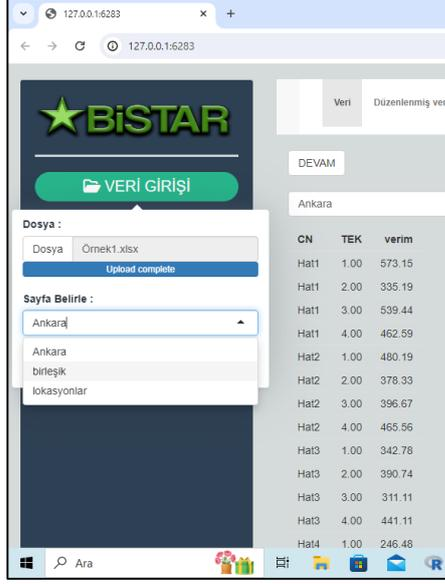 127.0.0.1:6283
127.0.0.1:6283
BiSTAR
VERİ GİRİŞİ
Dosya :
Dosya Örnek1.xlsx
Upload complete
Sayfa Belirle :
Ankara
Ankara
birleşik
lokasyonlar
Veri Düzenlenmiş ver
DEVAM
Ankara
CN TEK verim
Hat1 1.00 573.15
Hat1 2.00 335.19
Hat1 3.00 539.44
Hat1 4.00 462.59
Hat2 1.00 480.19
Hat2 2.00 378.33
Hat2 3.00 396.67
Hat2 4.00 465.56
Hat3 1.00 342.78
Hat3 2.00 390.74
Hat3 3.00 311.11
Hat3 4.00 441.11
Hat4 1.00 246.48
Ara